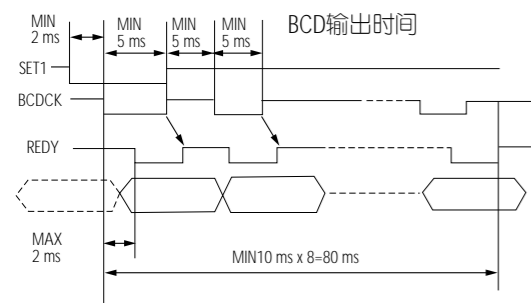 BCD输出时间
MIN
2 ms
MIN
5 ms
MIN
5 ms
MIN
5 ms
SET1
BCDCK
REDY
MAX
2 ms
MIN10 ms x 8=80 ms